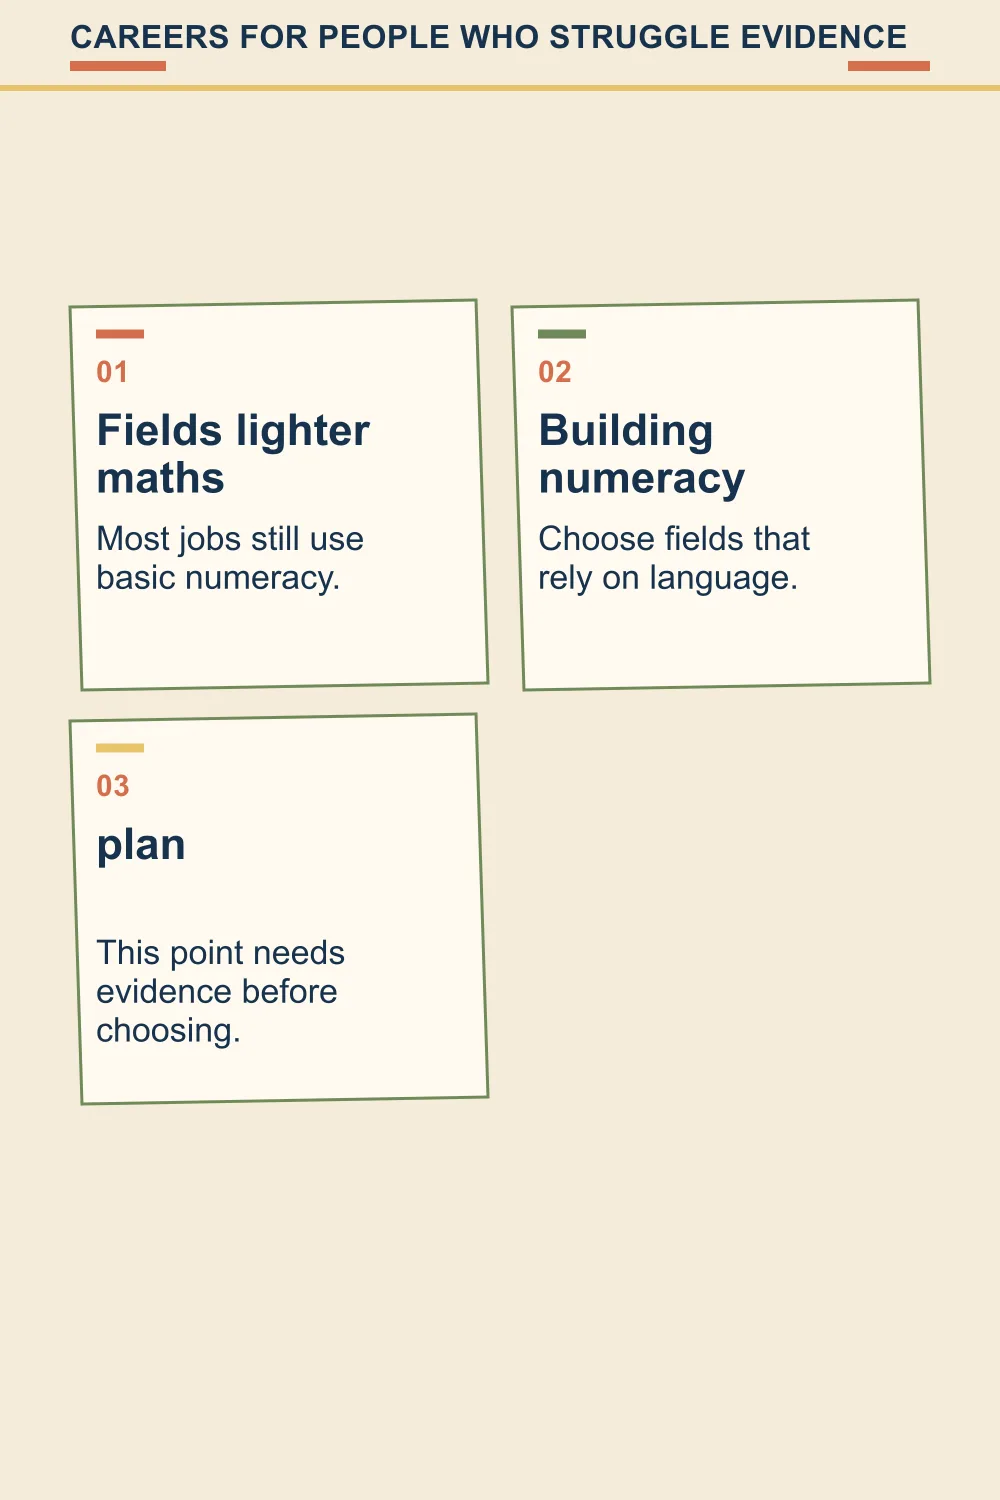 CAREERS FOR PEOPLE WHO STRUGGLE EVIDENCE
01
Fields lighter
maths
Most jobs still use
basic numeracy.
02
Building
numeracy
Choose fields that
rely on language.
03
plan
This point needs
evidence before
choosing.